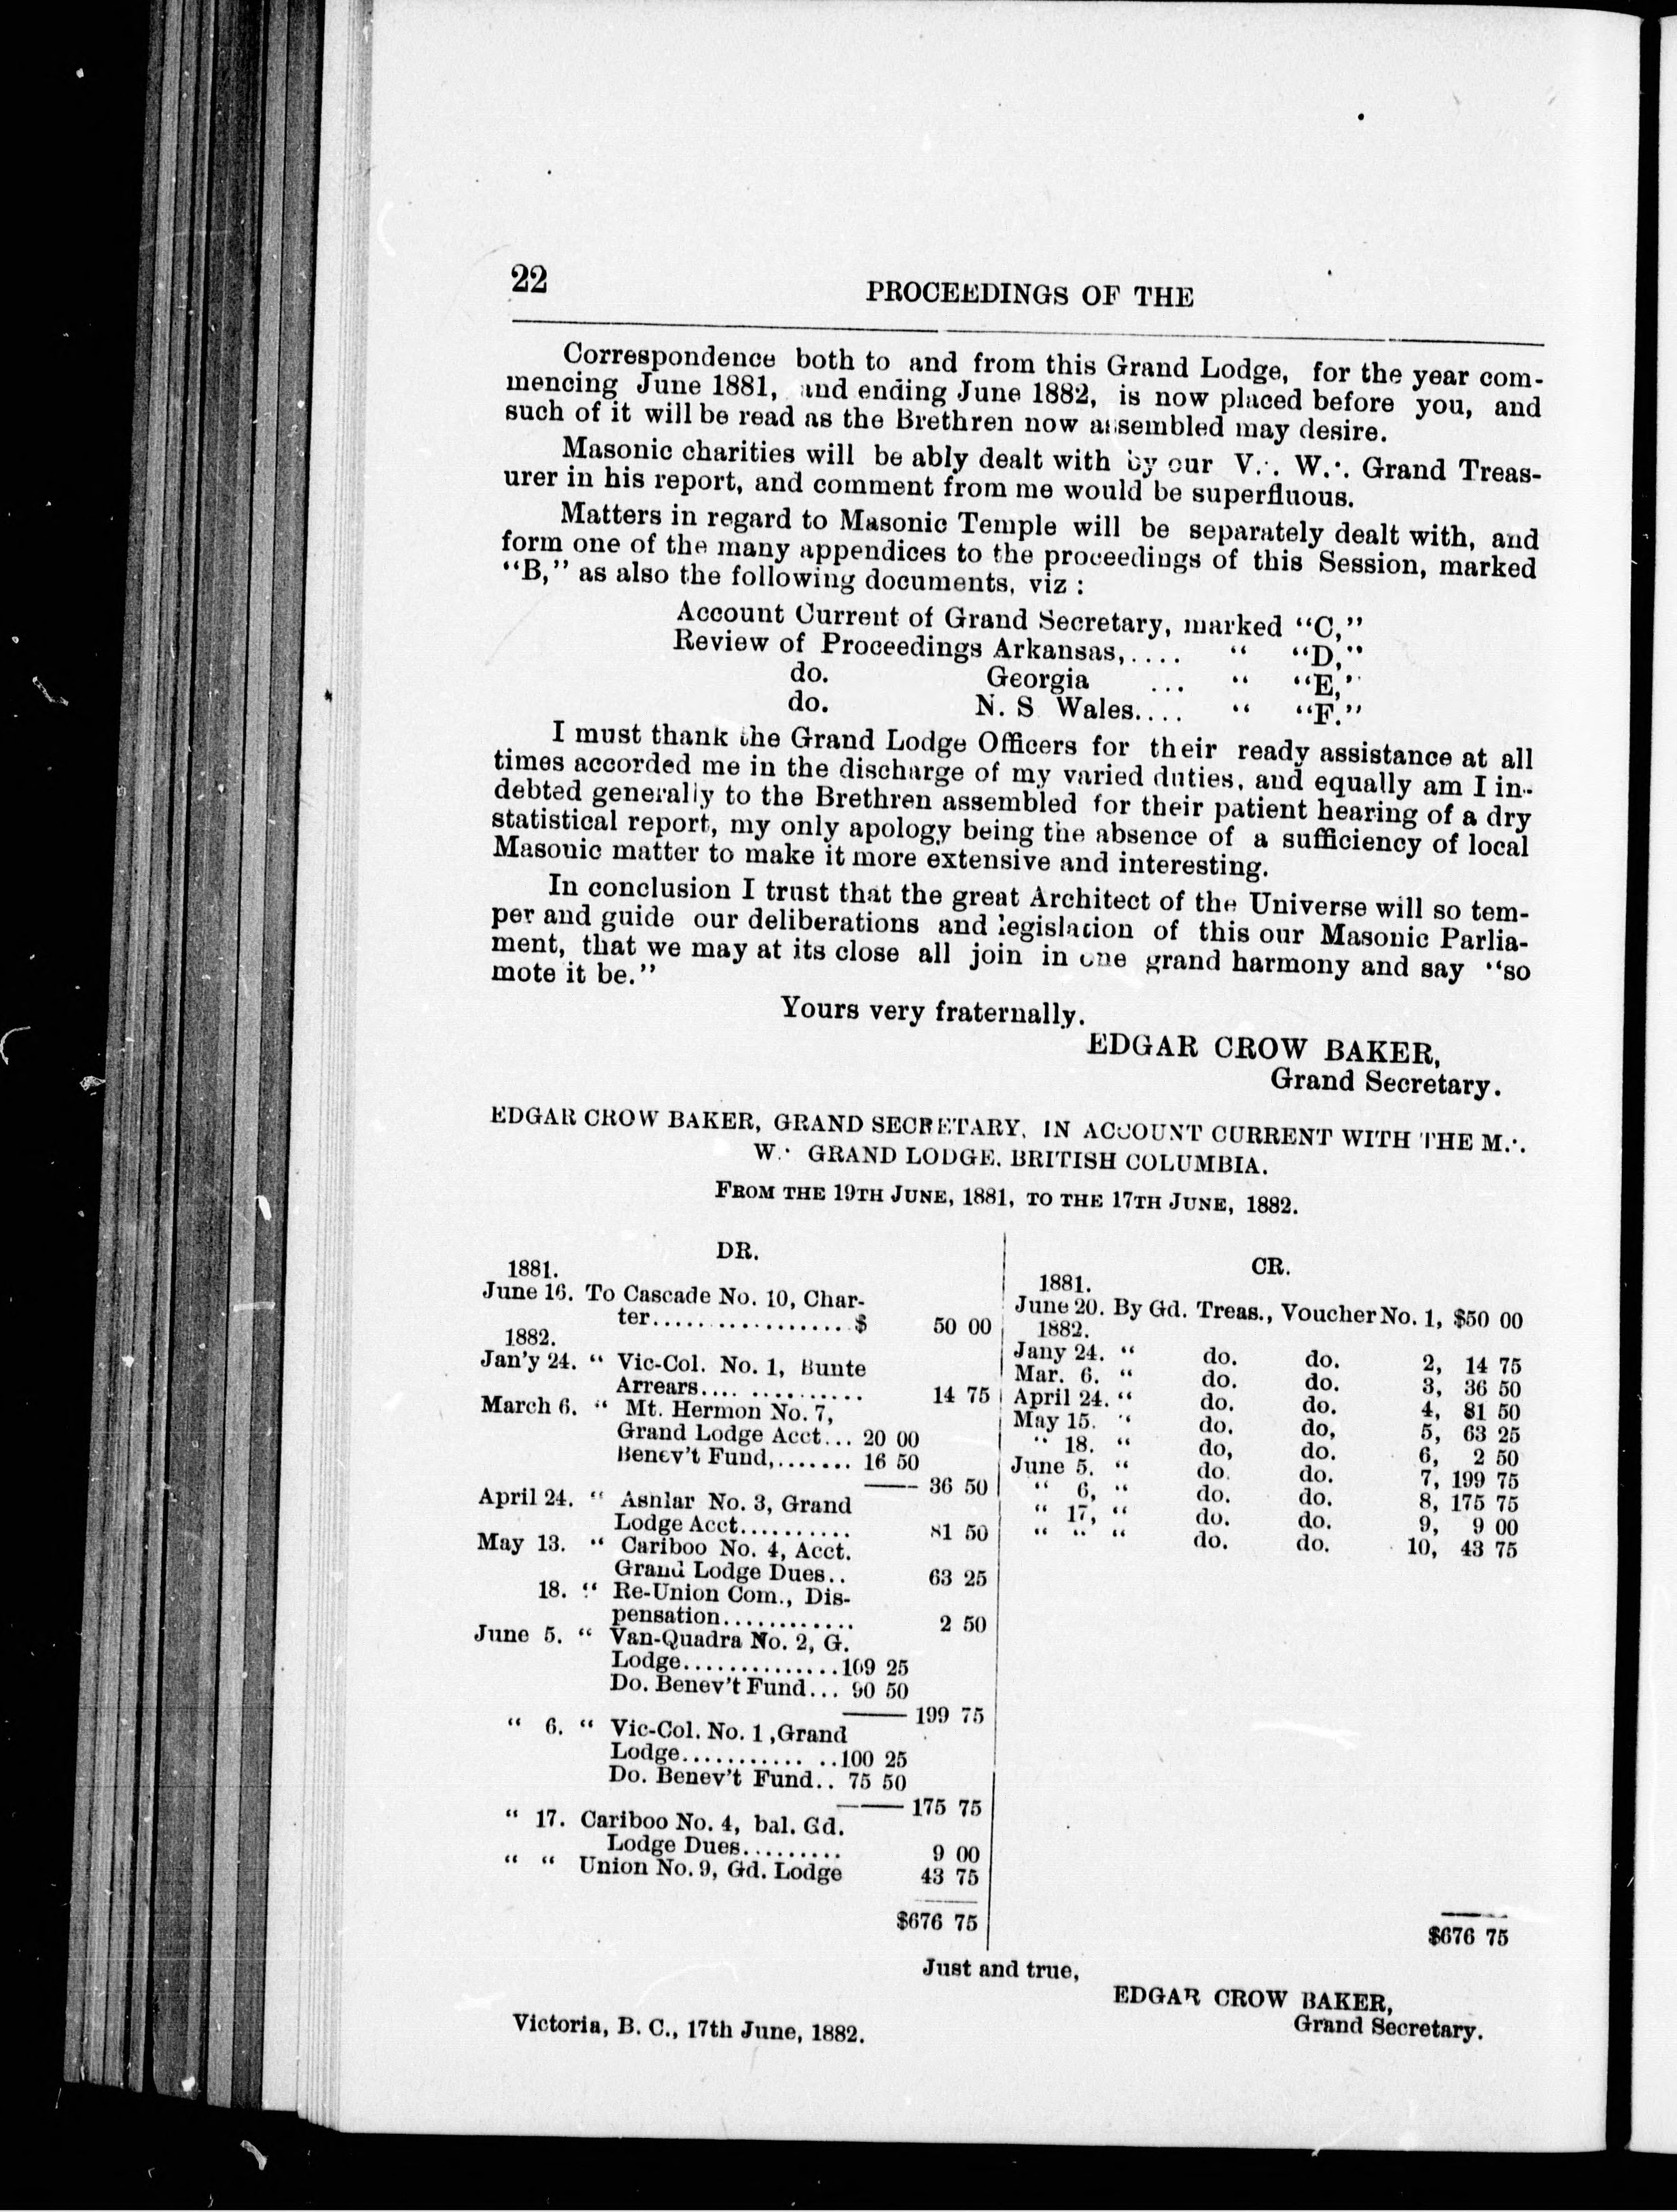 22
PROCEEDINGS OF THE
Correspondence both to and from this Grand Lodge, for the year com-
mencing June 1881, and ending June 1882, is now placed before you, and
such of it will be read as the Brethren now assembled may desire.
Masonic charities will be ably dealt with by our V∴ W∴ Grand Treas-
urer in his report, and comment from me would be superfluous.
Matters in regard to Masonic Temple will be separately dealt with, and
form one of the many appendices to the proceedings of this Session, marked
"B," as also the following documents, viz :
Account Current of Grand Secretary, marked "C,"
Review of Proceedings Arkansas,.... " "D,"
do. Georgia ... " "E,"
do. N. S Wales.... " "F."
I must thank the Grand Lodge Officers for their ready assistance at all
times accorded me in the discharge of my varied duties, and equally am I in-
debted generally to the Brethren assembled for their patient hearing of a dry
statistical report, my only apology being the absence of a sufficiency of local
Masonic matter to make it more extensive and interesting.
In conclusion I trust that the great Architect of the Universe will so tem-
per and guide our deliberations and legislation of this our Masonic Parlia-
ment, that we may at its close all join in one grand harmony and say "so
mote it be."
Yours very fraternally.
EDGAR CROW BAKER,
Grand Secretary.
EDGAR CROW BAKER, GRAND SECRETARY, IN ACCOUNT CURRENT WITH THE M∴
W∴ GRAND LODGE. BRITISH COLUMBIA.
FROM THE 19TH JUNE, 1881, TO THE 17TH JUNE, 1882.
DR.
1881.
June 16. To Cascade No. 10, Char-
ter.................$ 50 00
1882.
Jan'y 24. " Vic-Col. No. 1, Bunte
Arrears.... .......... 14 75
March 6. " Mt. Hermon No. 7,
Grand Lodge Acct... 20 00
Benev't Fund,....... 16 50
—— 36 50
April 24. " Asnlar No. 3, Grand
Lodge Acct.......... 81 50
May 13. " Cariboo No. 4, Acct.
Grand Lodge Dues.. 63 25
18. " Re-Union Com., Dis-
pensation............ 2 50
June 5. " Van-Quadra No. 2, G.
Lodge..............109 25
Do. Benev't Fund... 90 50
—— 199 75
" 6. " Vic-Col. No. 1 ,Grand
Lodge........... ..100 25
Do. Benev't Fund.. 75 50
—— 175 75
" 17. Cariboo No. 4, bal. Gd.
Lodge Dues......... 9 00
" " Union No. 9, Gd. Lodge 43 75
$676 75
CR.
1881.
June 20. By Gd. Treas., Voucher No. 1, $50 00
1882.
Jany 24. " do. do. 2, 14 75
Mar. 6. " do. do. 3, 36 50
April 24. " do. do. 4, 81 50
May 15. " do. do, 5, 63 25
" 18. " do, do. 6, 2 50
June 5. " do. do. 7, 199 75
" 6, " do. do. 8, 175 75
" 17, " do. do. 9, 9 00
" " " do. do. 10, 43 75
$676 75
Just and true,
EDGAR CROW BAKER,
Grand Secretary.
Victoria, B. C., 17th June, 1882.